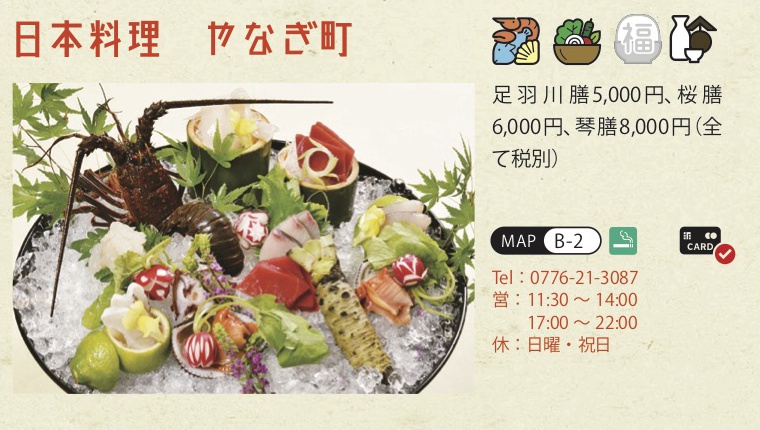 日本料理　やなぎ町
福
足羽川膳5,000円、桜膳
6,000円、琴膳8,000円（全
て税別）
MAP B-2
CARD
Tel：0776-21-3087
営：11:30 ～ 14:00
17:00 ～ 22:00
休：日曜・祝日